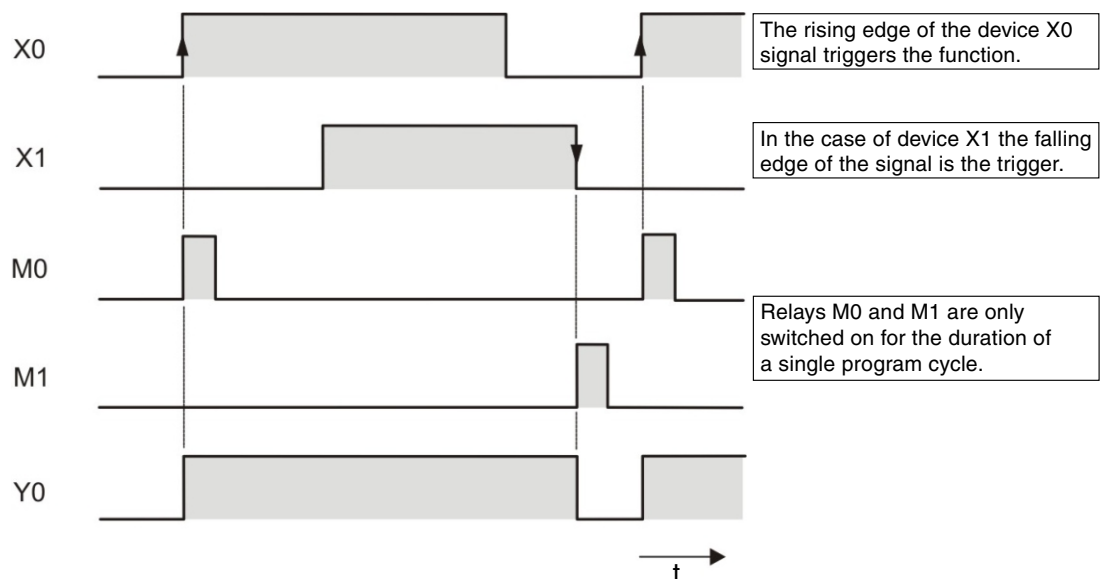 X0
The rising edge of the device X0
signal triggers the function.
X1
In the case of device X1 the falling
edge of the signal is the trigger.
M0
Relays M0 and M1 are only
switched on for the duration of
a single program cycle.
M1
Y0
t